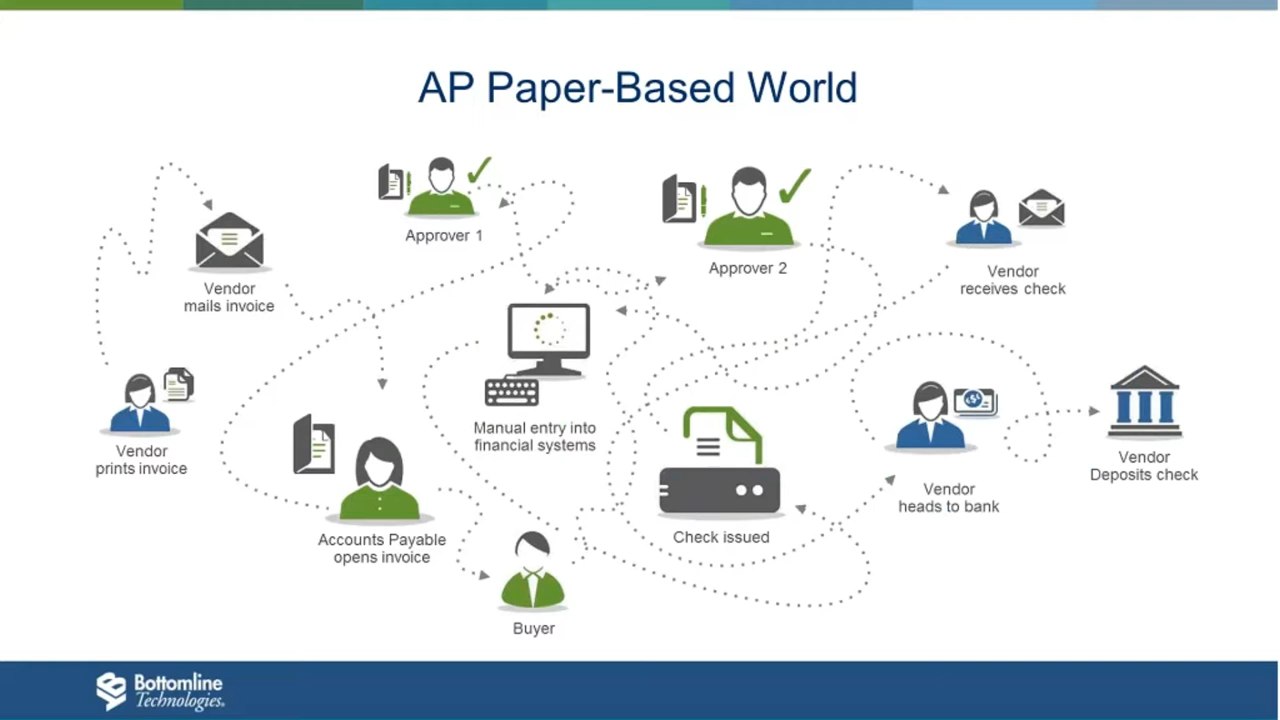 AP Paper-Based World
Approver 1
Approver 2
Vendor
mails invoice
Vendor
receives check
Manual entry into
financial systems
Vendor
prints invoice
Vendor
Deposits check
Vendor
heads to bank
Accounts Payable
opens invoice
Check issued
Buyer
Bottomline
Technologies